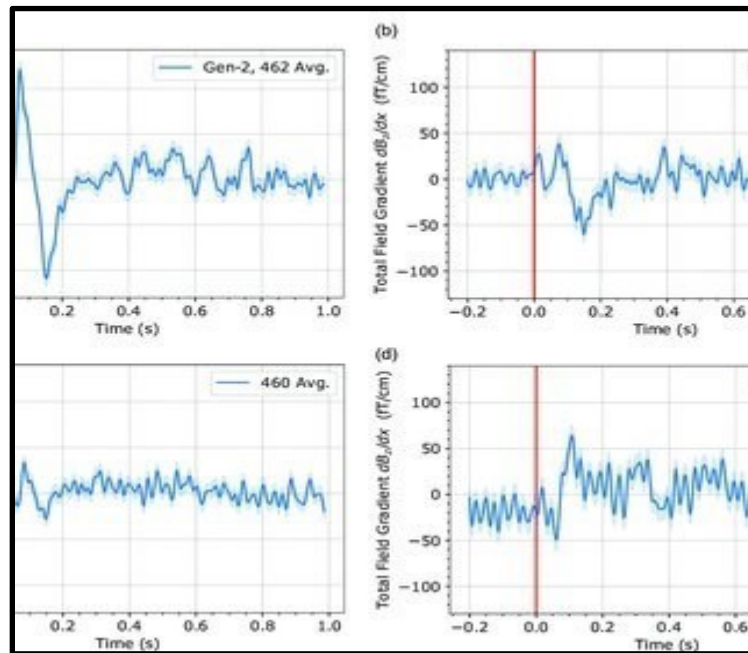 (b)
Gen-2, 462 Avg.
0.2 0.4 0.6 0.8 1.0
Time (s)
Total Field Gradient dB₂/dx (fT/cm)
100
50
0
−50
−100
−0.2 0.0 0.2 0.4 0.6
Time (s)
(d)
460 Avg.
0.2 0.4 0.6 0.8 1.0
Time (s)
Total Field Gradient dB₂/dx (fT/cm)
100
50
0
−50
−100
−0.2 0.0 0.2 0.4 0.6
Time (s)